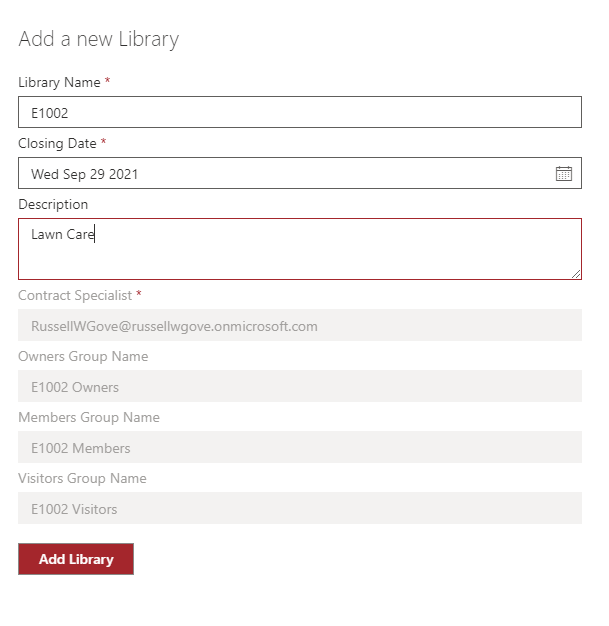 Add a new Library
Library Name *
E1002
Closing Date *
Wed Sep 29 2021
Description
Lawn Care
Contract Specialist *
RussellWGove@russellwgove.onmicrosoft.com
Owners Group Name
E1002 Owners
Members Group Name
E1002 Members
Visitors Group Name
E1002 Visitors
Add Library